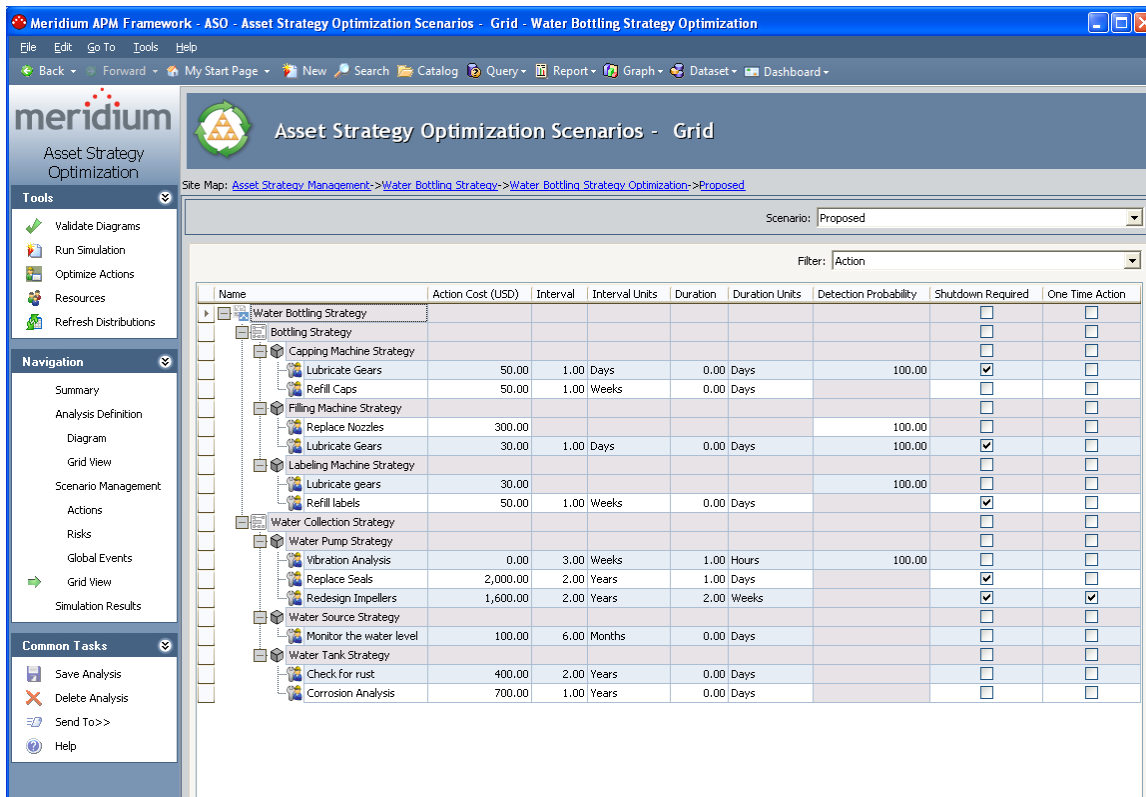 Meridium APM Framework - ASO - Asset Strategy Optimization Scenarios -  Grid - Water Bottling Strategy Optimization
File Edit Go To Tools Help
Back Forward My Start Page New Search Catalog Query Report Graph Dataset Dashboard
meridium
Asset Strategy
Optimization
Asset Strategy Optimization Scenarios -  Grid
Site Map: Asset Strategy Management->Water Bottling Strategy->Water Bottling Strategy Optimization->Proposed
Scenario: Proposed
Filter: Action
Tools
Validate Diagrams
Run Simulation
Optimize Actions
Resources
Refresh Distributions
Navigation
Summary
Analysis Definition
Diagram
Grid View
Scenario Management
Actions
Risks
Global Events
Grid View
Simulation Results
Common Tasks
Save Analysis
Delete Analysis
Send To>>
Help
Name Action Cost (USD) Interval Interval Units Duration Duration Units Detection Probability Shutdown Required One Time Action
Water Bottling Strategy
Bottling Strategy
Capping Machine Strategy
Lubricate Gears 50.00 1.00 Days 0.00 Days 100.00
Refill Caps 50.00 1.00 Weeks 0.00 Days
Filling Machine Strategy
Replace Nozzles 300.00 100.00
Lubricate Gears 30.00 1.00 Days 0.00 Days 100.00
Labeling Machine Strategy
Lubricate gears 30.00 100.00
Refill labels 50.00 1.00 Weeks 0.00 Days
Water Collection Strategy
Water Pump Strategy
Vibration Analysis 0.00 3.00 Weeks 1.00 Hours 100.00
Replace Seals 2,000.00 2.00 Years 1.00 Days
Redesign Impellers 1,600.00 2.00 Years 2.00 Weeks
Water Source Strategy
Monitor the water level 100.00 6.00 Months 0.00 Days
Water Tank Strategy
Check for rust 400.00 2.00 Years 0.00 Days
Corrosion Analysis 700.00 1.00 Years 0.00 Days